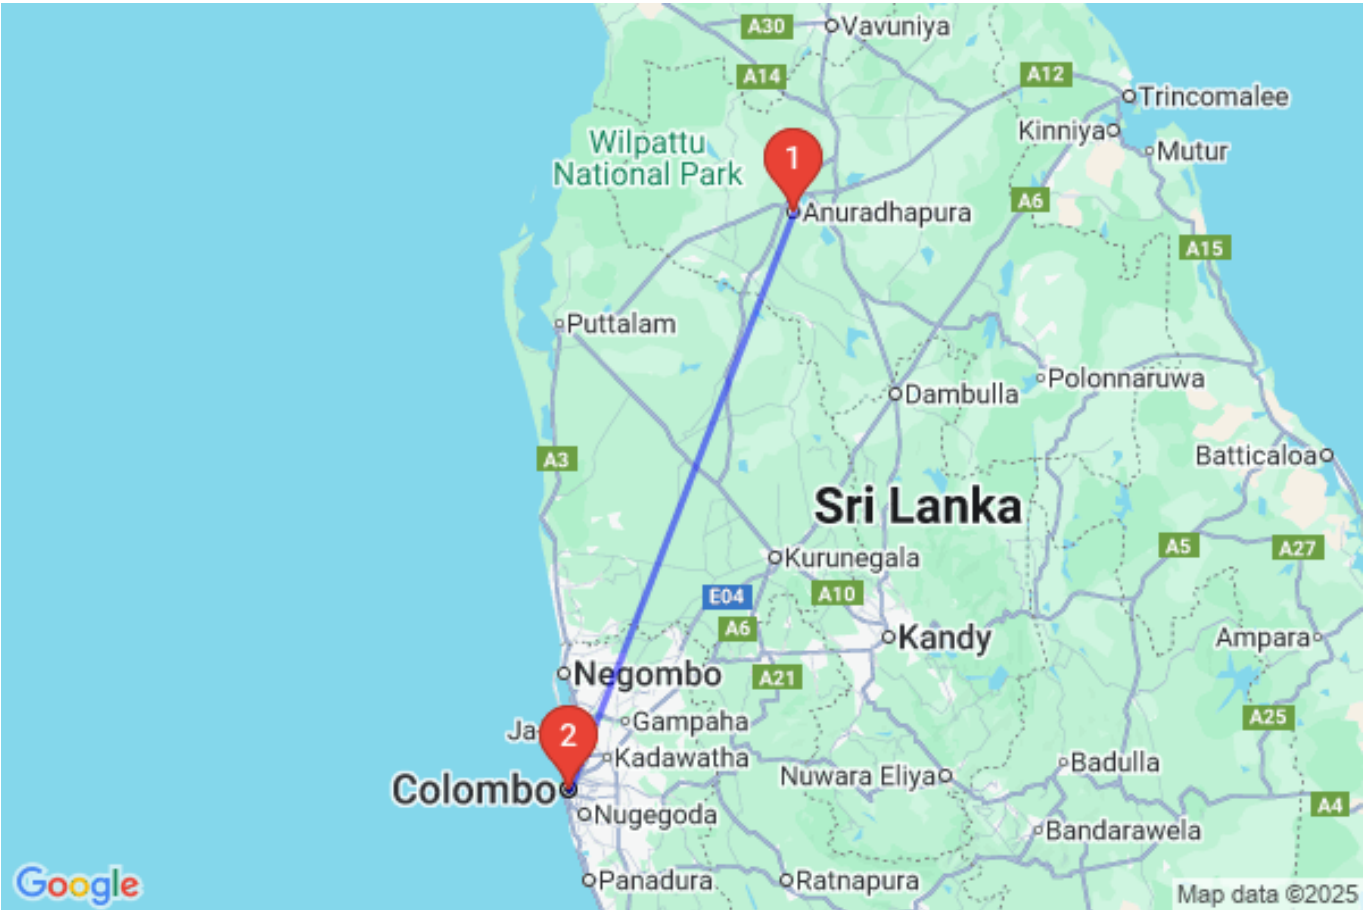 A30
Vavuniya
A14
A12
Trincomalee
Kinniya
Mutur
Wilpattu
National Park
1
Anuradhapura
A6
A15
Puttalam
Polonnaruwa
Dambulla
A3
Batticaloa
Sri Lanka
A5
A27
Kurunegala
E04
A10
A6
Kandy
Ampara
Negombo
A21
A25
Gampaha
Ja-
2
Kadawatha
Badulla
Nuwara Eliya
Colombo
A4
Nugegoda
Bandarawela
Panadura
Ratnapura
Google
Map data ©2025